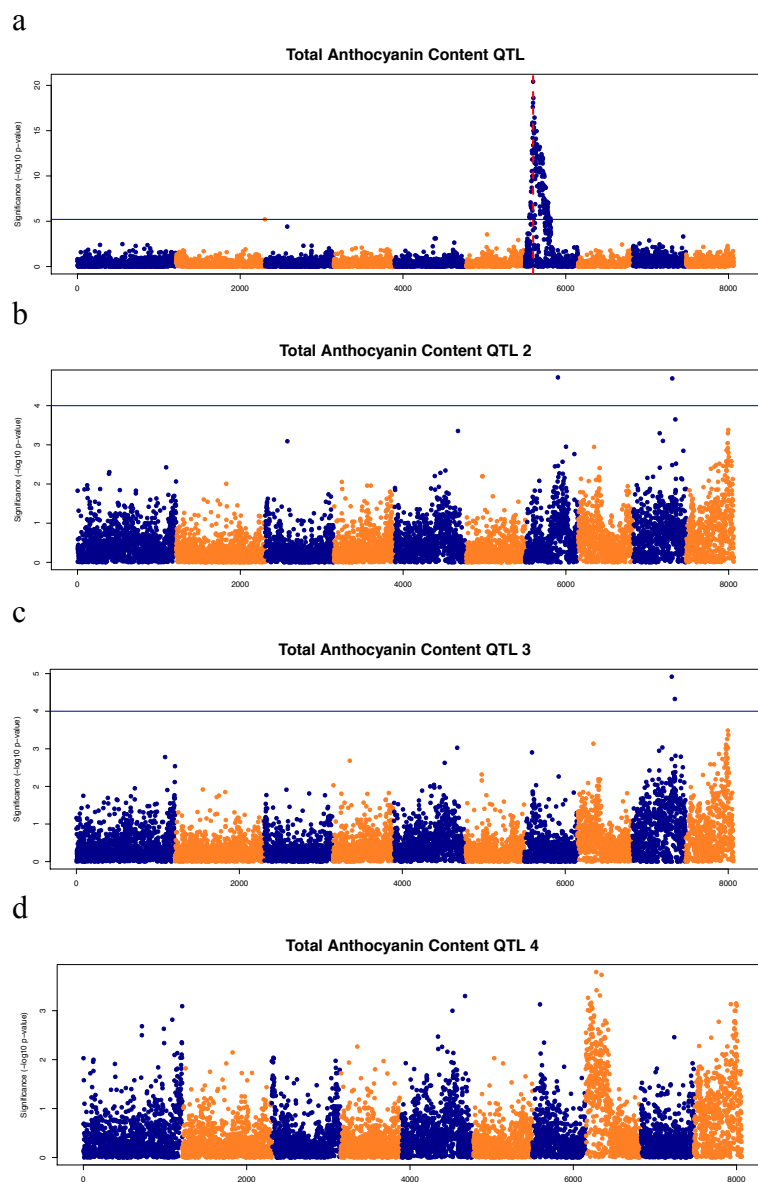 a
Total Anthocyanin Content QTL
Significance (−log10 p−value)
20
15
10
5
0
0 2000 4000 6000 8000
b
Total Anthocyanin Content QTL 2
Significance (−log10 p−value)
4
3
2
1
0
0 2000 4000 6000 8000
c
Total Anthocyanin Content QTL 3
Significance (−log10 p−value)
5
4
3
2
1
0
0 2000 4000 6000 8000
d
Total Anthocyanin Content QTL 4
Significance (−log10 p−value)
3
2
1
0
0 2000 4000 6000 8000